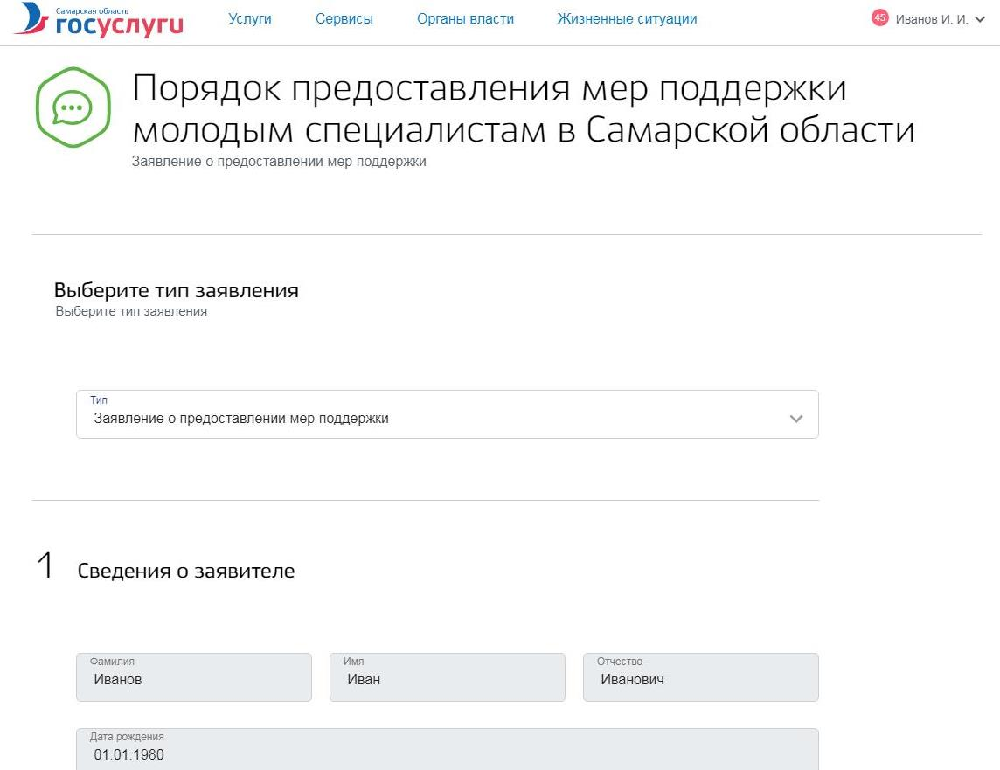 Самарская область
госуслуги
Услуги Сервисы Органы власти Жизненные ситуации 45 Иванов И. И.
Порядок предоставления мер поддержки
молодым специалистам в Самарской области
Заявление о предоставлении мер поддержки
Выберите тип заявления
Выберите тип заявления
Тип
Заявление о предоставлении мер поддержки
1 Сведения о заявителе
Фамилия Имя Отчество
Иванов Иван Иванович
Дата рождения
01.01.1980